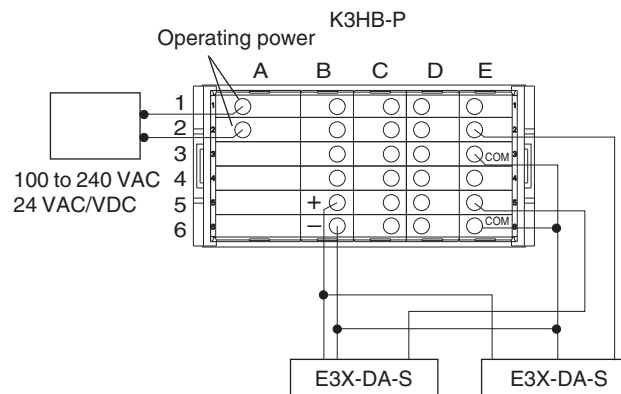 K3HB-P
Operating power
A B C D E
1
2
3 COM
4
5 +
6 − COM
100 to 240 VAC
24 VAC/VDC
E3X-DA-S E3X-DA-S